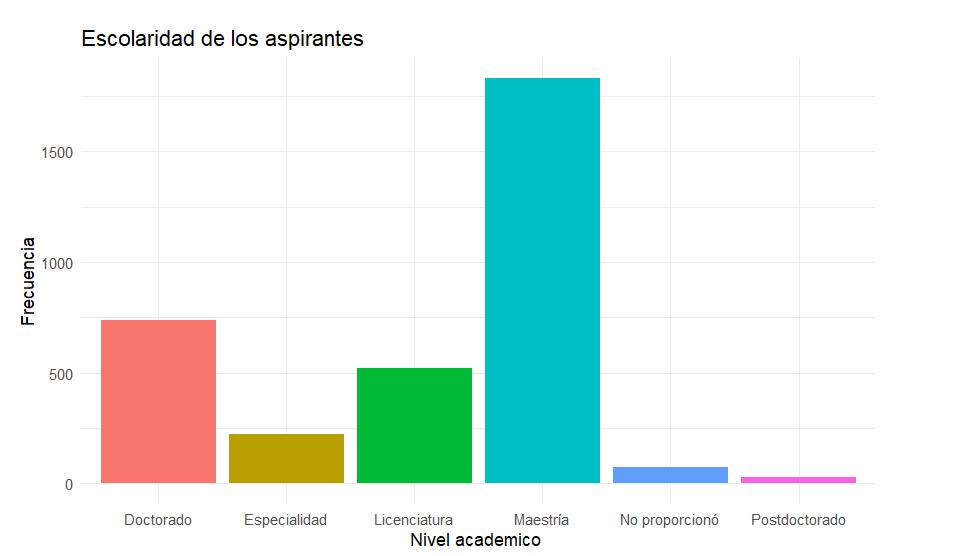 Escolaridad de los aspirantes
Frecuencia
1500
1000
500
0
Doctorado Especialidad Licenciatura Maestría No proporcionó Postdoctorado
Nivel academico